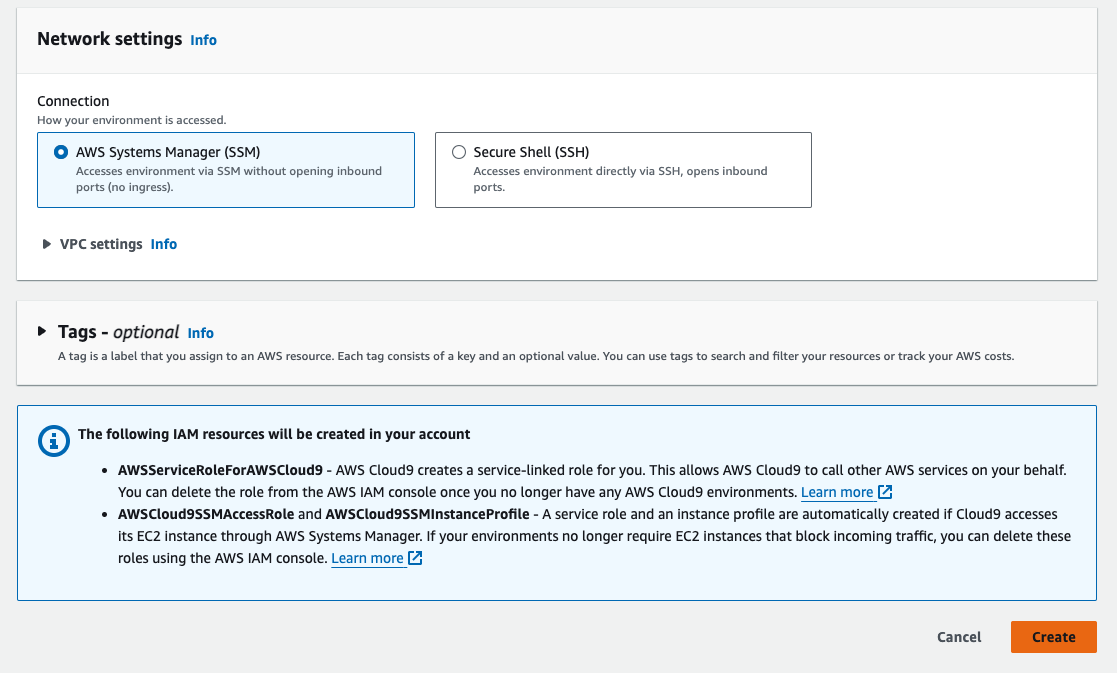 Network settings Info
Connection
How your environment is accessed.
AWS Systems Manager (SSM)
Accesses environment via SSM without opening inbound
ports (no ingress).
Secure Shell (SSH)
Accesses environment directly via SSH, opens inbound
ports.
VPC settings Info
Tags - optional Info
A tag is a label that you assign to an AWS resource. Each tag consists of a key and an optional value. You can use tags to search and filter your resources or track your AWS costs.
The following IAM resources will be created in your account
• AWSServiceRoleForAWSCloud9 - AWS Cloud9 creates a service-linked role for you. This allows AWS Cloud9 to call other AWS services on your behalf.
You can delete the role from the AWS IAM console once you no longer have any AWS Cloud9 environments. Learn more
• AWSCloud9SSMAccessRole and AWSCloud9SSMInstanceProfile - A service role and an instance profile are automatically created if Cloud9 accesses
its EC2 instance through AWS Systems Manager. If your environments no longer require EC2 instances that block incoming traffic, you can delete these
roles using the AWS IAM console. Learn more
Cancel
Create